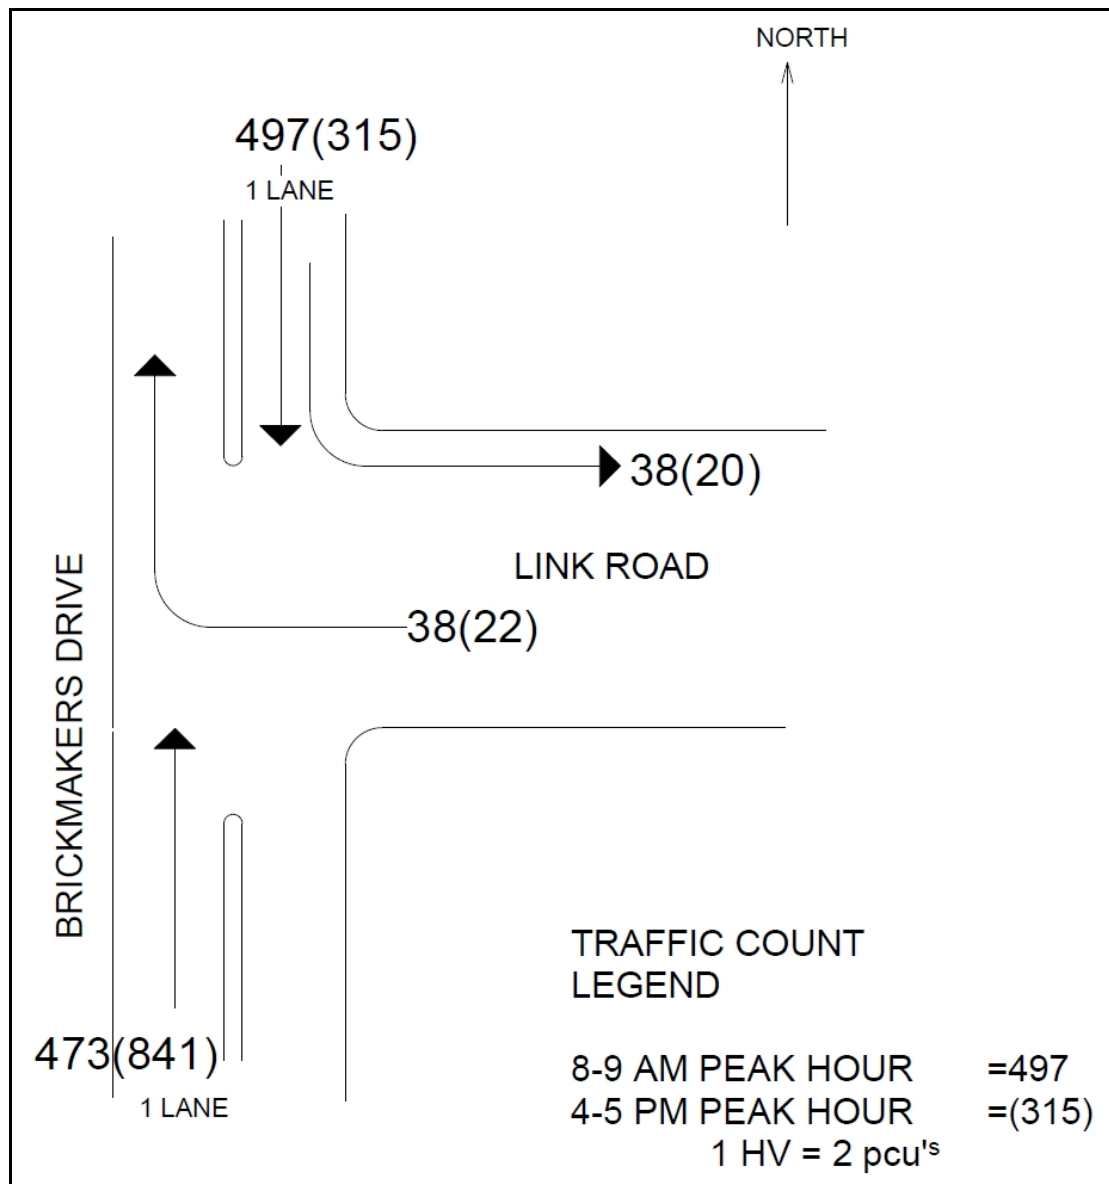 NORTH
497(315)
1 LANE
38(20)
LINK ROAD
38(22)
BRICKMAKERS DRIVE
473(841)
1 LANE
TRAFFIC COUNT
LEGEND
8-9 AM PEAK HOUR =497
4-5 PM PEAK HOUR =(315)
1 HV = 2 pcu's